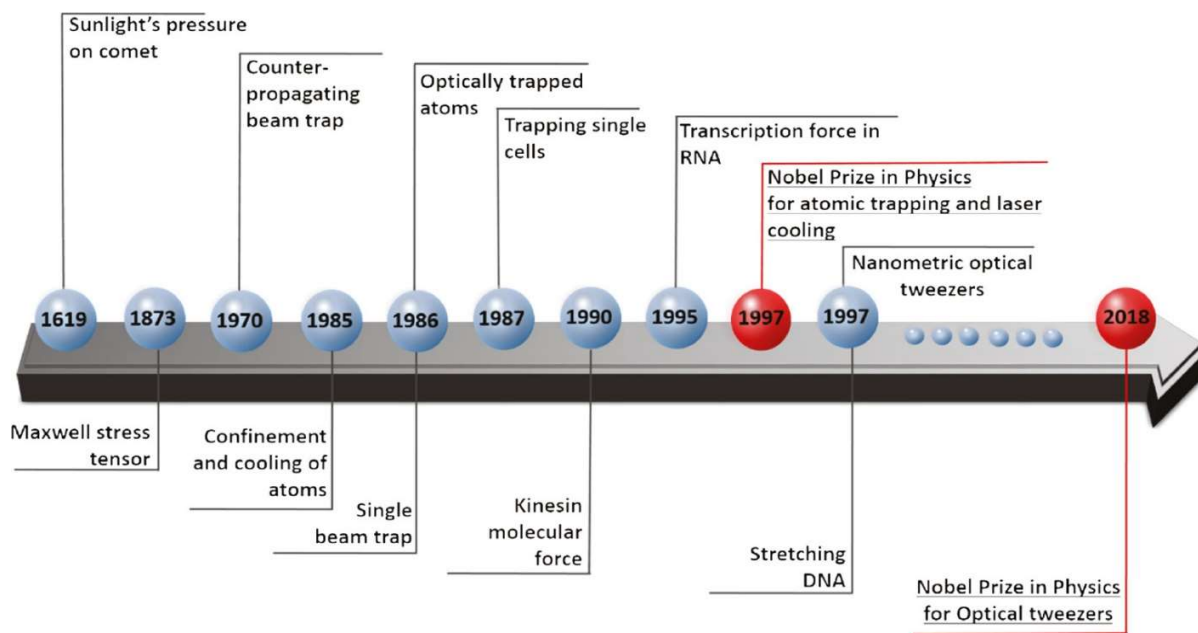 Sunlight's pressure
on comet
Counter-
propagating
beam trap
Optically trapped
atoms
Trapping single
cells
Transcription force in
RNA
Nobel Prize in Physics
for atomic trapping and laser
cooling
Nanometric optical
tweezers
1619
1873
1970
1985
1986
1987
1990
1995
1997
1997
2018
Maxwell stress
tensor
Confinement
and cooling of
atoms
Single
beam trap
Kinesin
molecular
force
Stretching
DNA
Nobel Prize in Physics
for Optical tweezers